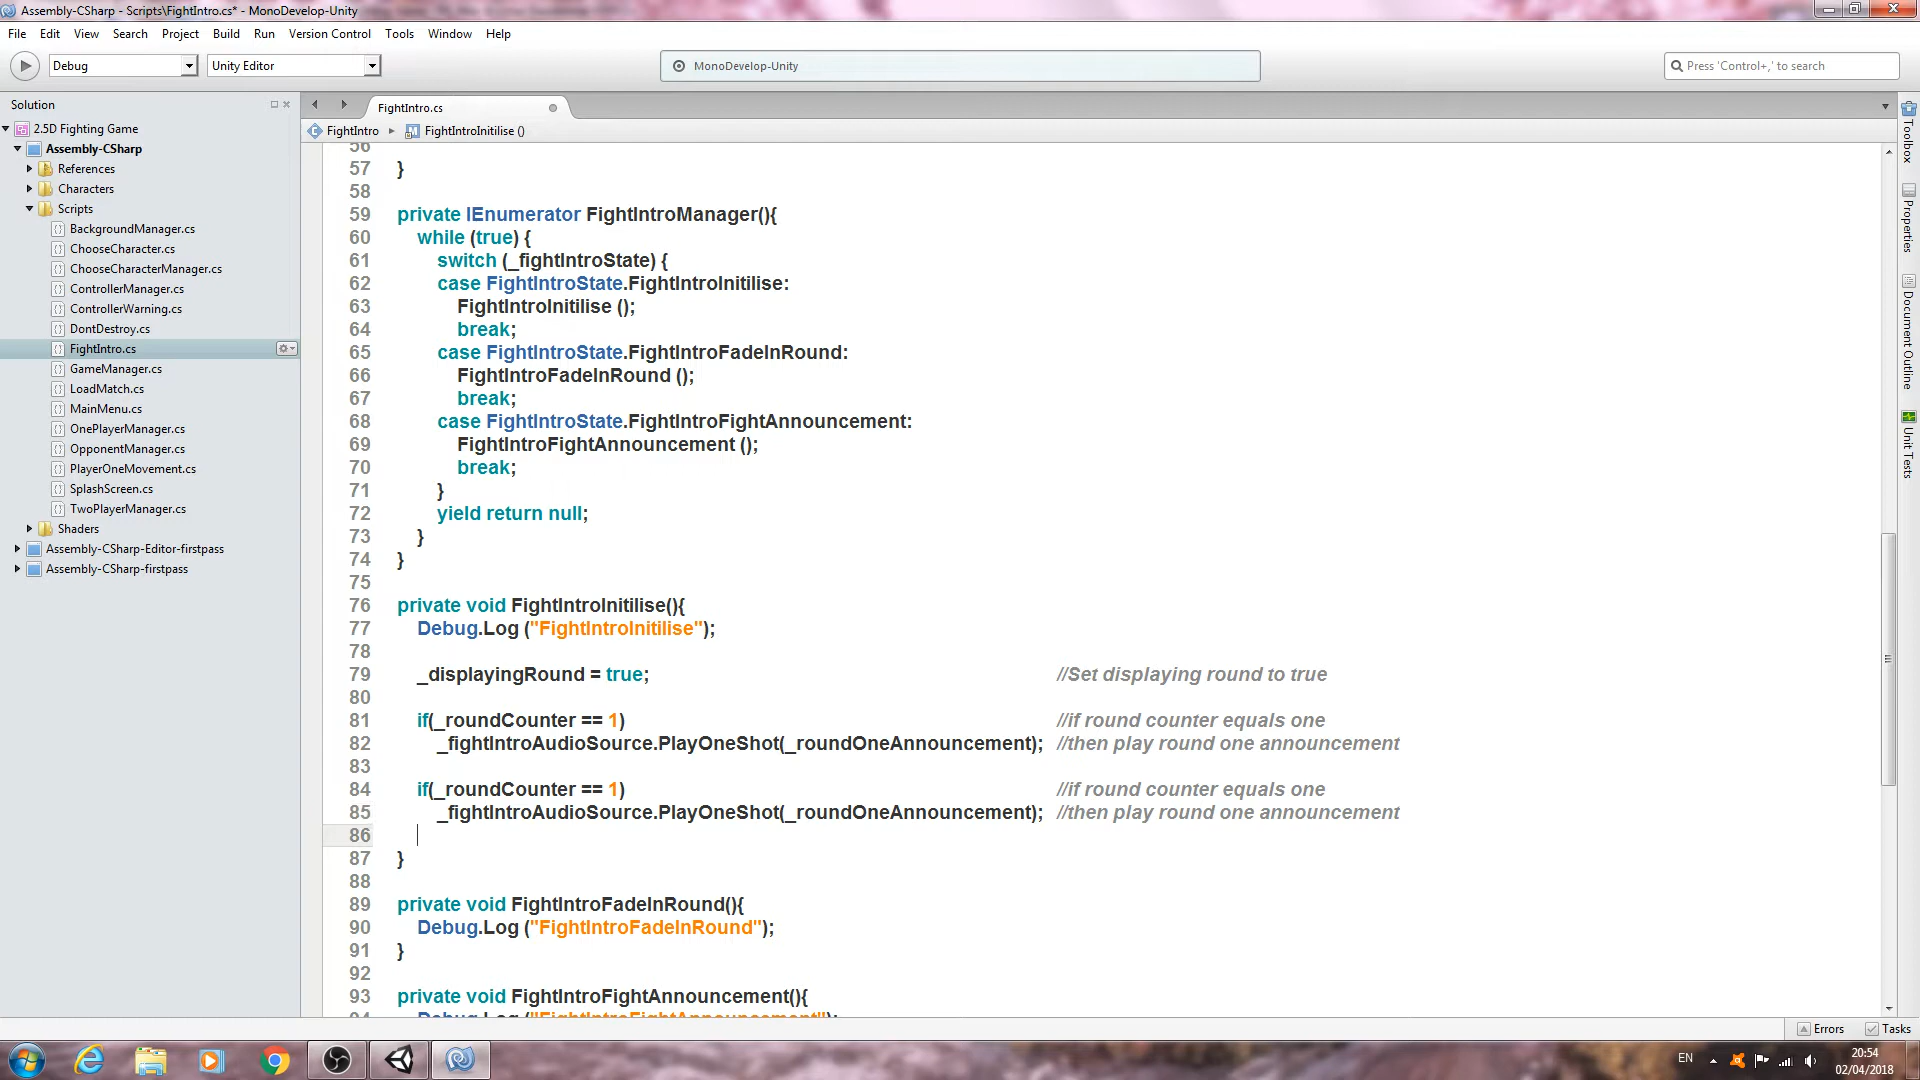 Assembly-CSharp - Scripts\FightIntro.cs* - MonoDevelop-Unity
File Edit View Search Project Build Run Version Control Tools Window Help
Debug Unity Editor MonoDevelop-Unity Press 'Control+,' to search
Solution
2.5D Fighting Game
Assembly-CSharp
References
Characters
Scripts
BackgroundManager.cs
ChooseCharacter.cs
ChooseCharacterManager.cs
ControllerManager.cs
ControllerWarning.cs
DontDestroy.cs
FightIntro.cs
GameManager.cs
LoadMatch.cs
MainMenu.cs
OnePlayerManager.cs
OpponentManager.cs
PlayerOneMovement.cs
SplashScreen.cs
TwoPlayerManager.cs
Shaders
Assembly-CSharp-Editor-firstpass
Assembly-CSharp-firstpass
FightIntro.cs
FightIntro FightIntroInitilise ()
56
57 }
58
59 private IEnumerator FightIntroManager(){
60 while (true) {
61 switch (_fightIntroState) {
62 case FightIntroState.FightIntroInitilise:
63 FightIntroInitilise ();
64 break;
65 case FightIntroState.FightIntroFadeInRound:
66 FightIntroFadeInRound ();
67 break;
68 case FightIntroState.FightIntroFightAnnouncement:
69 FightIntroFightAnnouncement ();
70 break;
71 }
72 yield return null;
73 }
74 }
75
76 private void FightIntroInitilise(){
77 Debug.Log ("FightIntroInitilise");
78
79 _displayingRound = true; //Set displaying round to true
80
81 if(_roundCounter == 1) //if round counter equals one
82 _fightIntroAudioSource.PlayOneShot(_roundOneAnnouncement); //then play round one announcement
83
84 if(_roundCounter == 1) //if round counter equals one
85 _fightIntroAudioSource.PlayOneShot(_roundOneAnnouncement); //then play round one announcement
86
87 }
88
89 private void FightIntroFadeInRound(){
90 Debug.Log ("FightIntroFadeInRound");
91 }
92
93 private void FightIntroFightAnnouncement(){
94 Debug.Log ("FightIntroFightAnnouncement");
Toolbox
Properties
Document Outline
Unit Tests
Errors Tasks
EN
20:54
02/04/2018